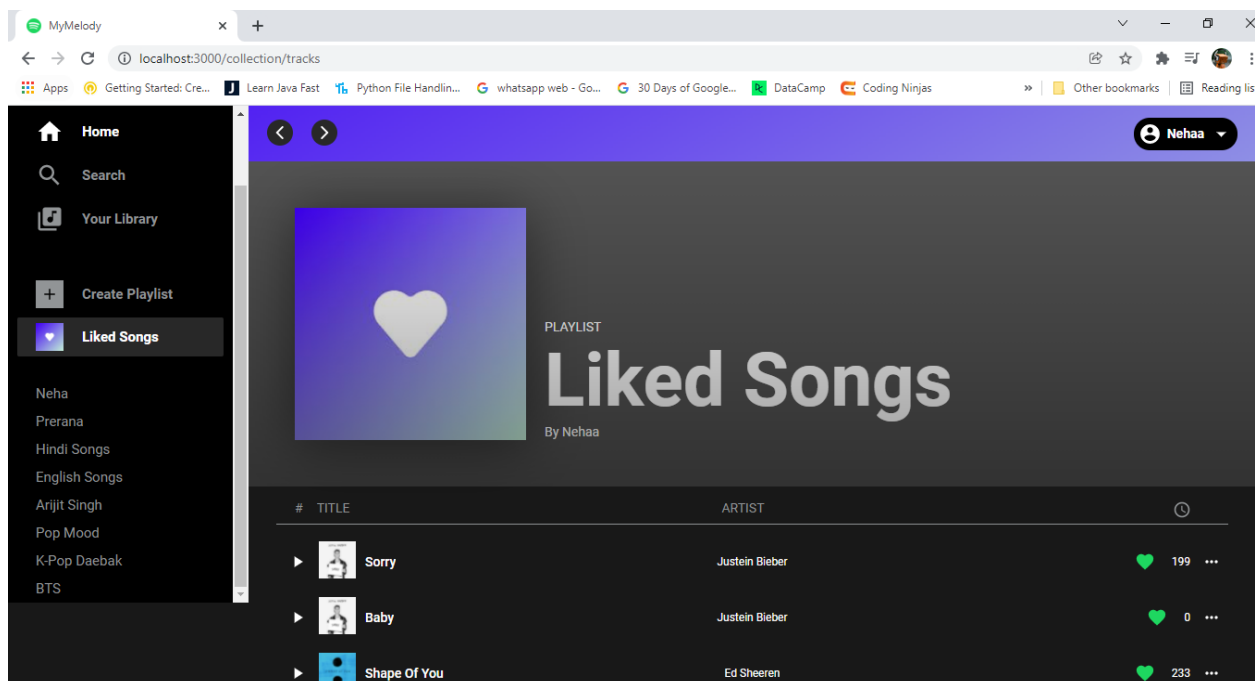 MyMelody
localhost:3000/collection/tracks
Apps Getting Started: Cre... Learn Java Fast Python File Handlin... whatsapp web - Go... 30 Days of Google... DataCamp Coding Ninjas » Other bookmarks Reading lis
Home
Search
Your Library
Create Playlist
Liked Songs
Neha
Prerana
Hindi Songs
English Songs
Arijit Singh
Pop Mood
K-Pop Daebak
BTS
Nehaa
PLAYLIST
Liked Songs
By Nehaa
# TITLE ARTIST
Sorry Justein Bieber 199
Baby Justein Bieber 0
Shape Of You Ed Sheeren 233